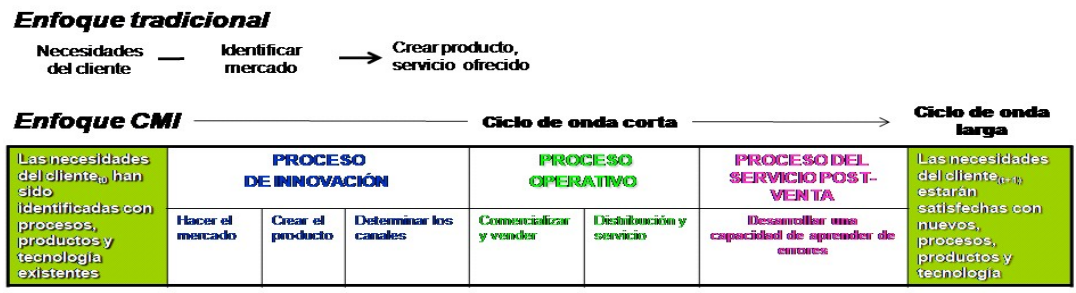 Enfoque tradicional
Necesidades
del cliente
Identificar
mercado
Crear producto,
servicio ofrecido
Enfoque CMI
Ciclo de onda corta
Ciclo de onda
larga
Las necesidades
del cliente(t) han
sido
identificadas con
procesos,
productos y
tecnología
existentes
PROCESO
DE INNOVACIÓN
Hacer el
mercado
Crear el
producto
Determinar los
canales
PROCESO
OPERATIVO
Comercializar
y vender
Distribución y
servicio
PROCESO DEL
SERVICIO POST-
VENTA
Desarrollar una
capacidad de aprender de
errores
Las necesidades
del cliente
estarán
satisfechas con
nuevos,
procesos,
productos y
tecnología